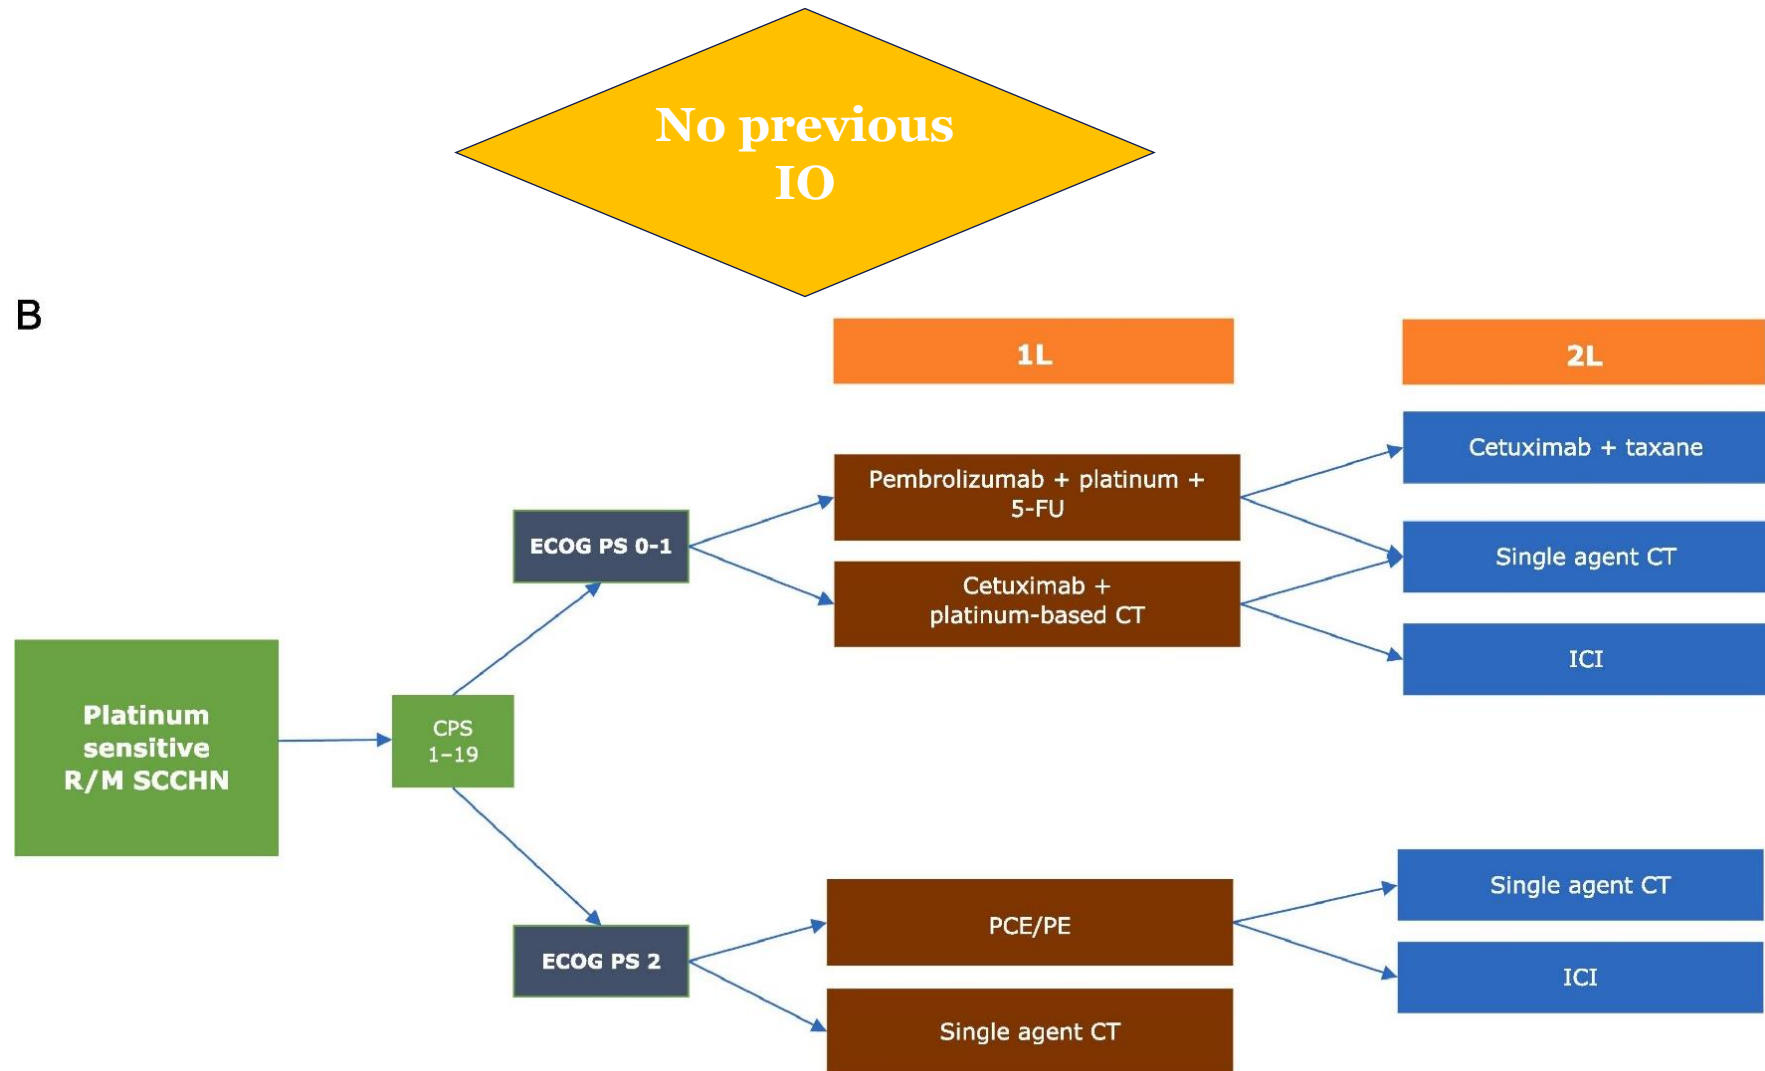 No previous
IO
B
1L
2L
Cetuximab + taxane
Pembrolizumab + platinum +
5-FU
ECOG PS 0-1
Single agent CT
Cetuximab +
platinum-based CT
ICI
Platinum
sensitive
R/M SCCHN
CPS
1–19
Single agent CT
PCE/PE
ECOG PS 2
ICI
Single agent CT